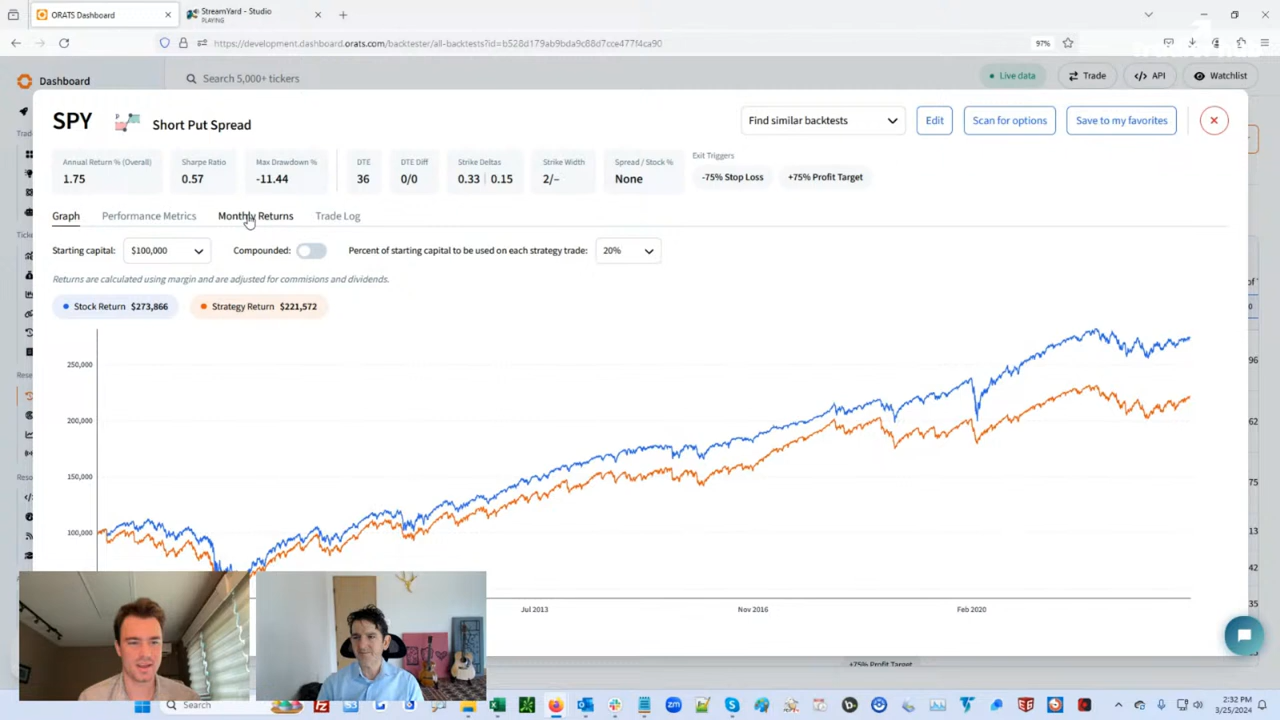 ORATS Dashboard
StreamYard - Studio
PLAYING
https://development.dashboard.orats.com/backtester/all-backtests?id=b528d179ab9bda9c88d7cce477f4ca90
97%
Dashboard
Search 5,000+ tickers
Live data
Trade
API
Watchlist
SPY
Short Put Spread
Find similar backtests
Edit
Scan for options
Save to my favorites
Annual Return % (Overall)
1.75
Sharpe Ratio
0.57
Max Drawdown %
-11.44
DTE
36
DTE Diff
0/0
Strike Deltas
0.33 | 0.15
Strike Width
2/–
Spread / Stock %
None
Exit Triggers
-75% Stop Loss
+75% Profit Target
Graph
Performance Metrics
Monthly Returns
Trade Log
Starting capital:
$100,000
Compounded:
Percent of starting capital to be used on each strategy trade:
20%
Returns are calculated using margin and are adjusted for commisions and dividends.
Stock Return $273,866
Strategy Return $221,572
250,000
200,000
150,000
100,000
Jul 2013
Nov 2016
Feb 2020
+75% Profit Target
Search
2:32 PM
3/25/2024